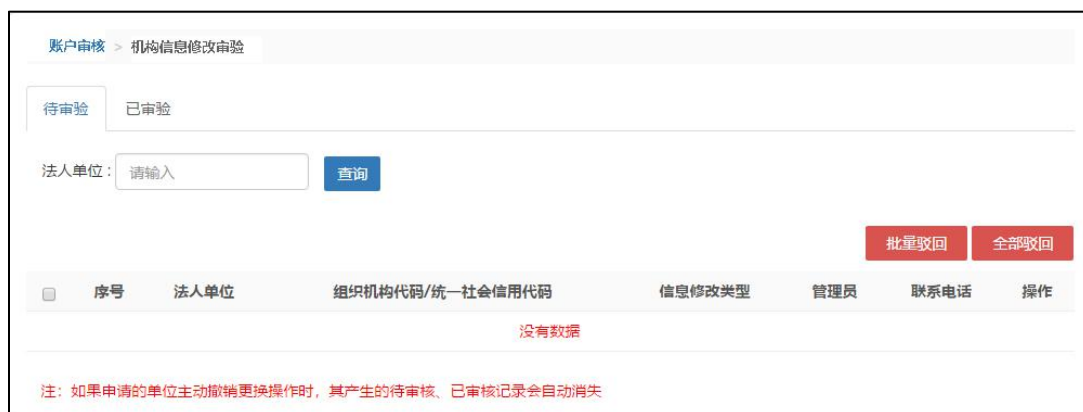 账户审核 > 机构信息修改审验
待审验 已审验
法人单位： 请输入 查询
批量驳回 全部驳回
序号 法人单位 组织机构代码/统一社会信用代码 信息修改类型 管理员 联系电话 操作
没有数据
注：如果申请的单位主动撤销更换操作时，其产生的待审核、已审核记录会自动消失